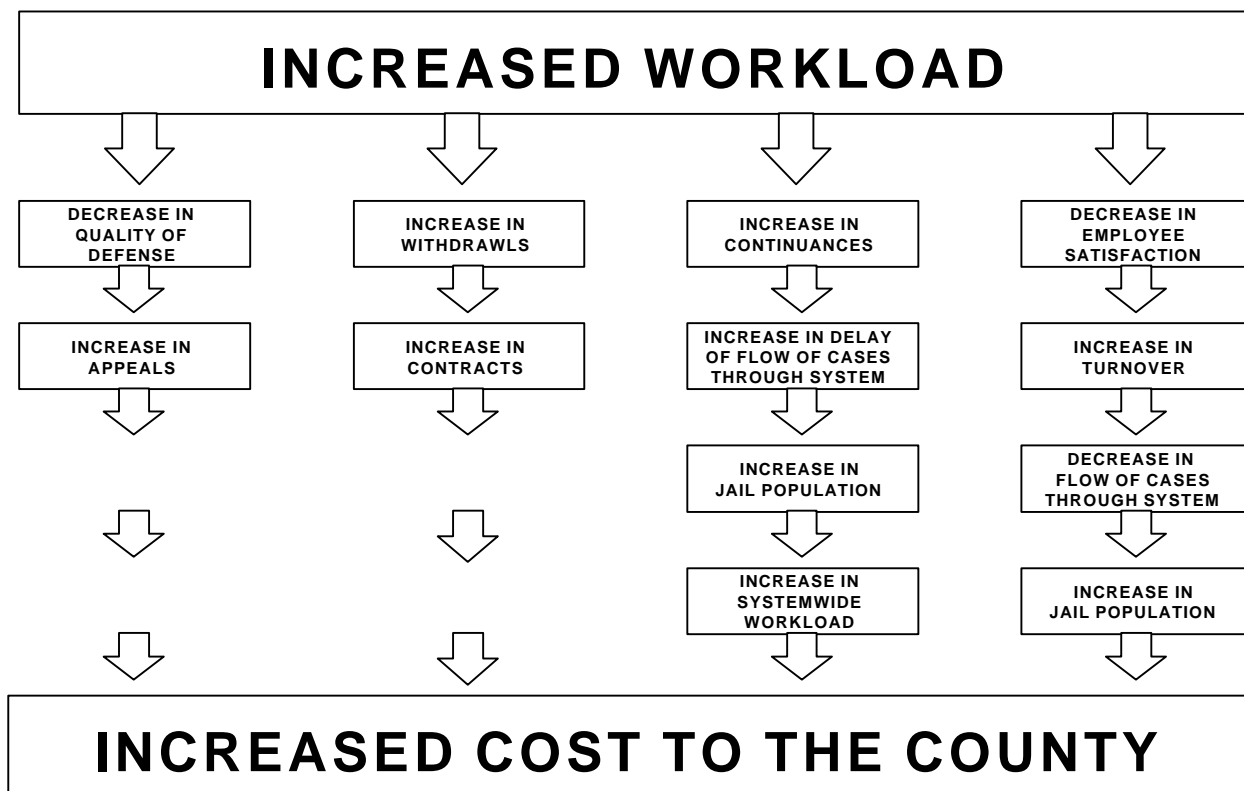 INCREASED WORKLOAD
DECREASE IN
QUALITY OF
DEFENSE
INCREASE IN
WITHDRAWLS
INCREASE IN
CONTINUANCES
DECREASE IN
EMPLOYEE
SATISFACTION
INCREASE IN
APPEALS
INCREASE IN
CONTRACTS
INCREASE IN DELAY
OF FLOW OF CASES
THROUGH SYSTEM
INCREASE IN
TURNOVER
INCREASE IN
JAIL POPULATION
DECREASE IN
FLOW OF CASES
THROUGH SYSTEM
INCREASE IN
SYSTEMWIDE
WORKLOAD
INCREASE IN
JAIL POPULATION
INCREASED COST TO THE COUNTY